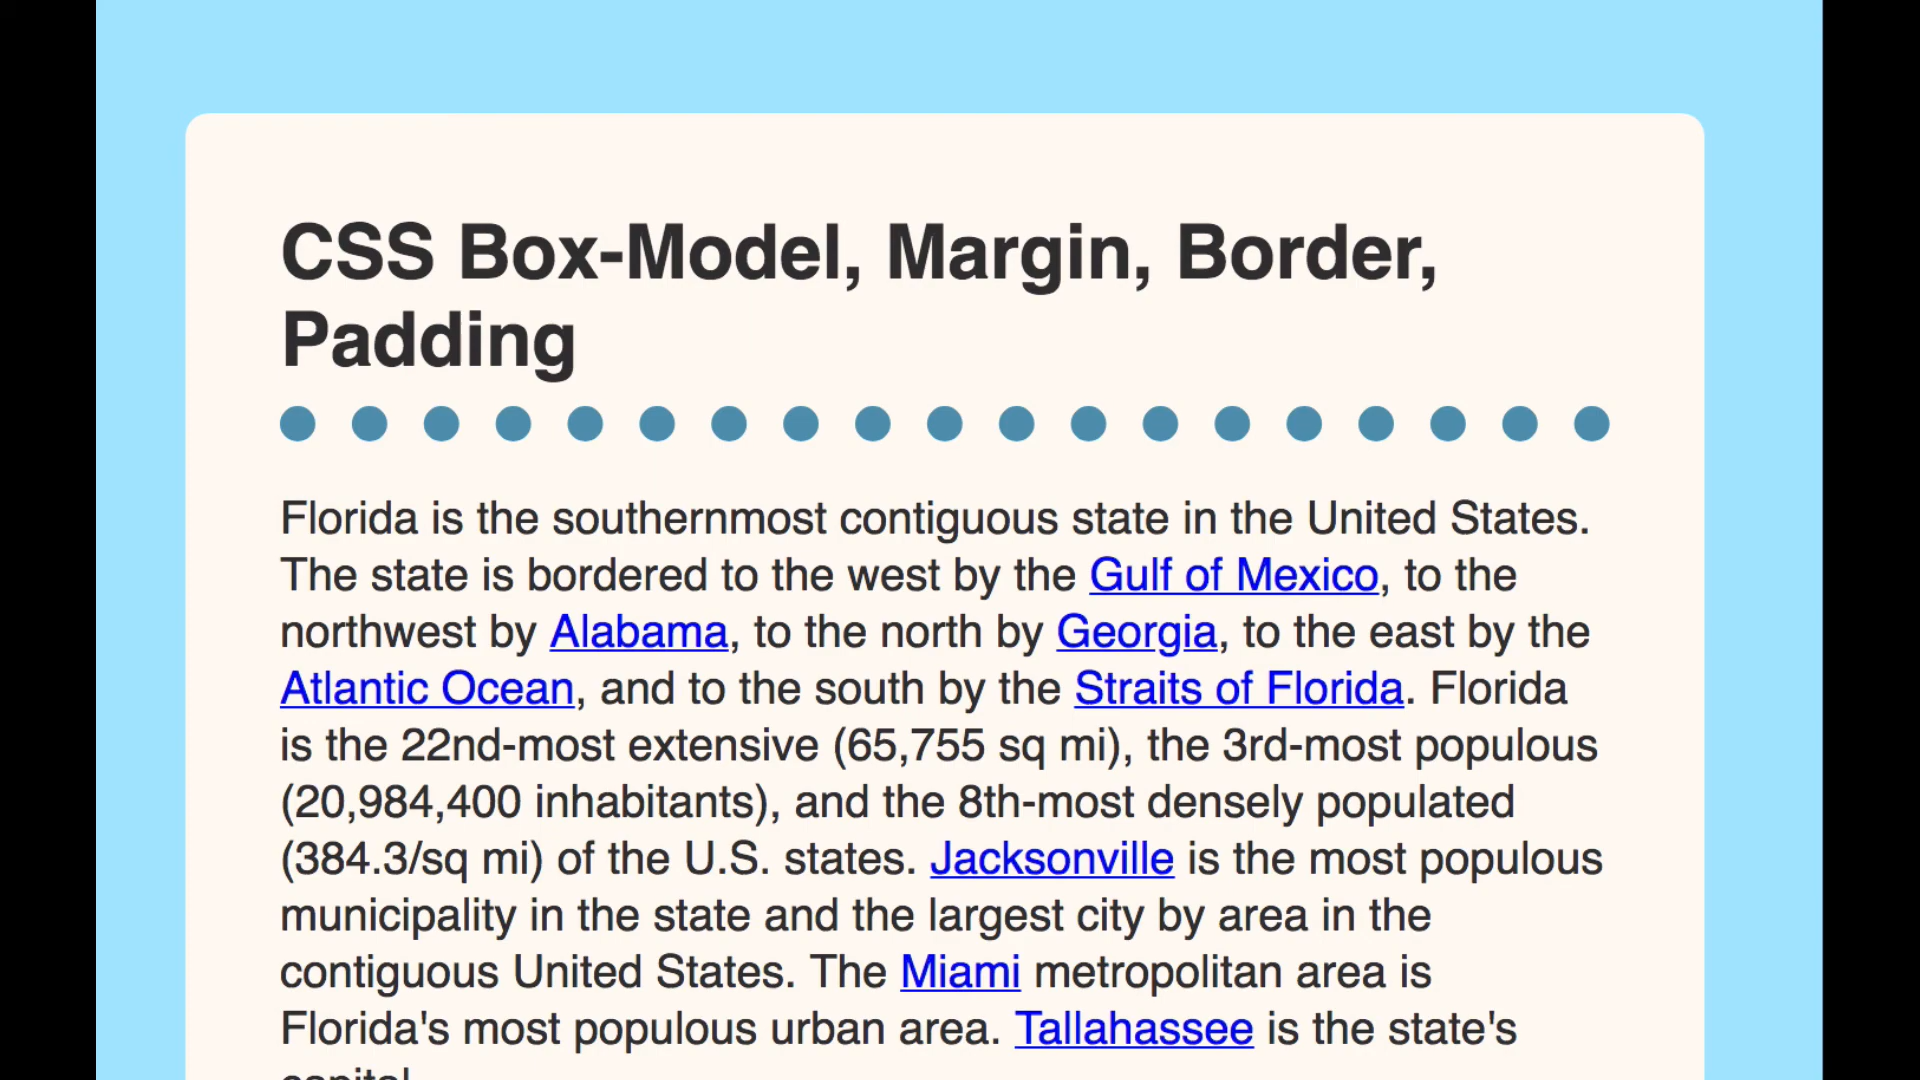 CSS Box-Model, Margin, Border,
Padding
Florida is the southernmost contiguous state in the United States.
The state is bordered to the west by the Gulf of Mexico, to the
northwest by Alabama, to the north by Georgia, to the east by the
Atlantic Ocean, and to the south by the Straits of Florida. Florida
is the 22nd-most extensive (65,755 sq mi), the 3rd-most populous
(20,984,400 inhabitants), and the 8th-most densely populated
(384.3/sq mi) of the U.S. states. Jacksonville is the most populous
municipality in the state and the largest city by area in the
contiguous United States. The Miami metropolitan area is
Florida's most populous urban area. Tallahassee is the state's
capital.